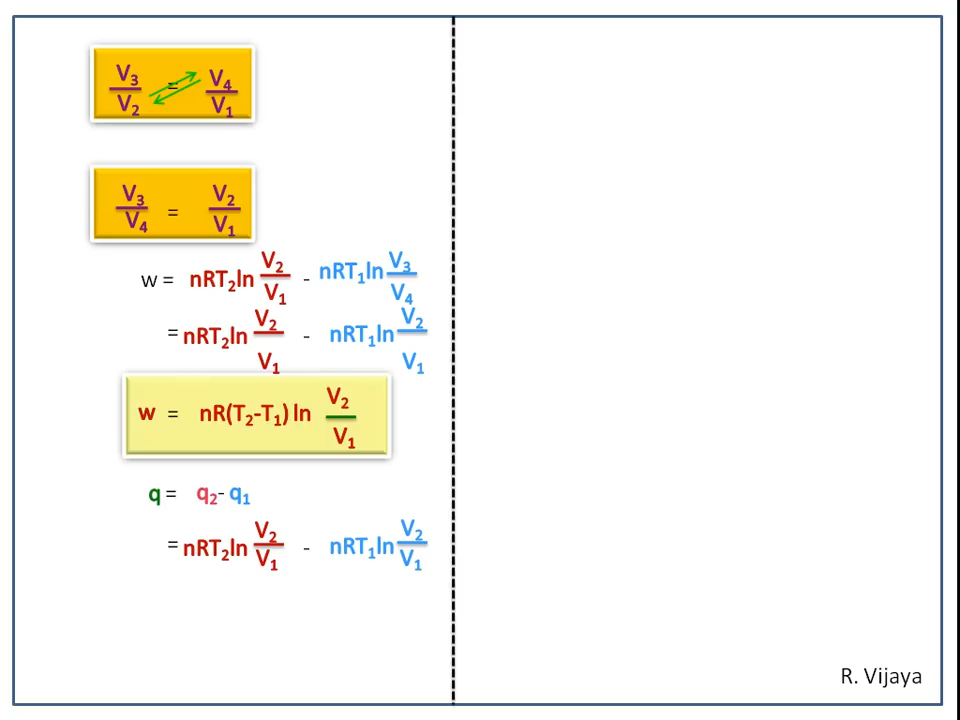 V₃/V₂ = V₄/V₁
V₃/V₄ = V₂/V₁
w = nRT₂ln V₂/V₁ - nRT₁ln V₃/V₄
= nRT₂ln V₂/V₁ - nRT₁ln V₂/V₁
w = nR(T₂-T₁) ln V₂/V₁
q = q₂- q₁
= nRT₂ln V₂/V₁ - nRT₁ln V₂/V₁
R. Vijaya